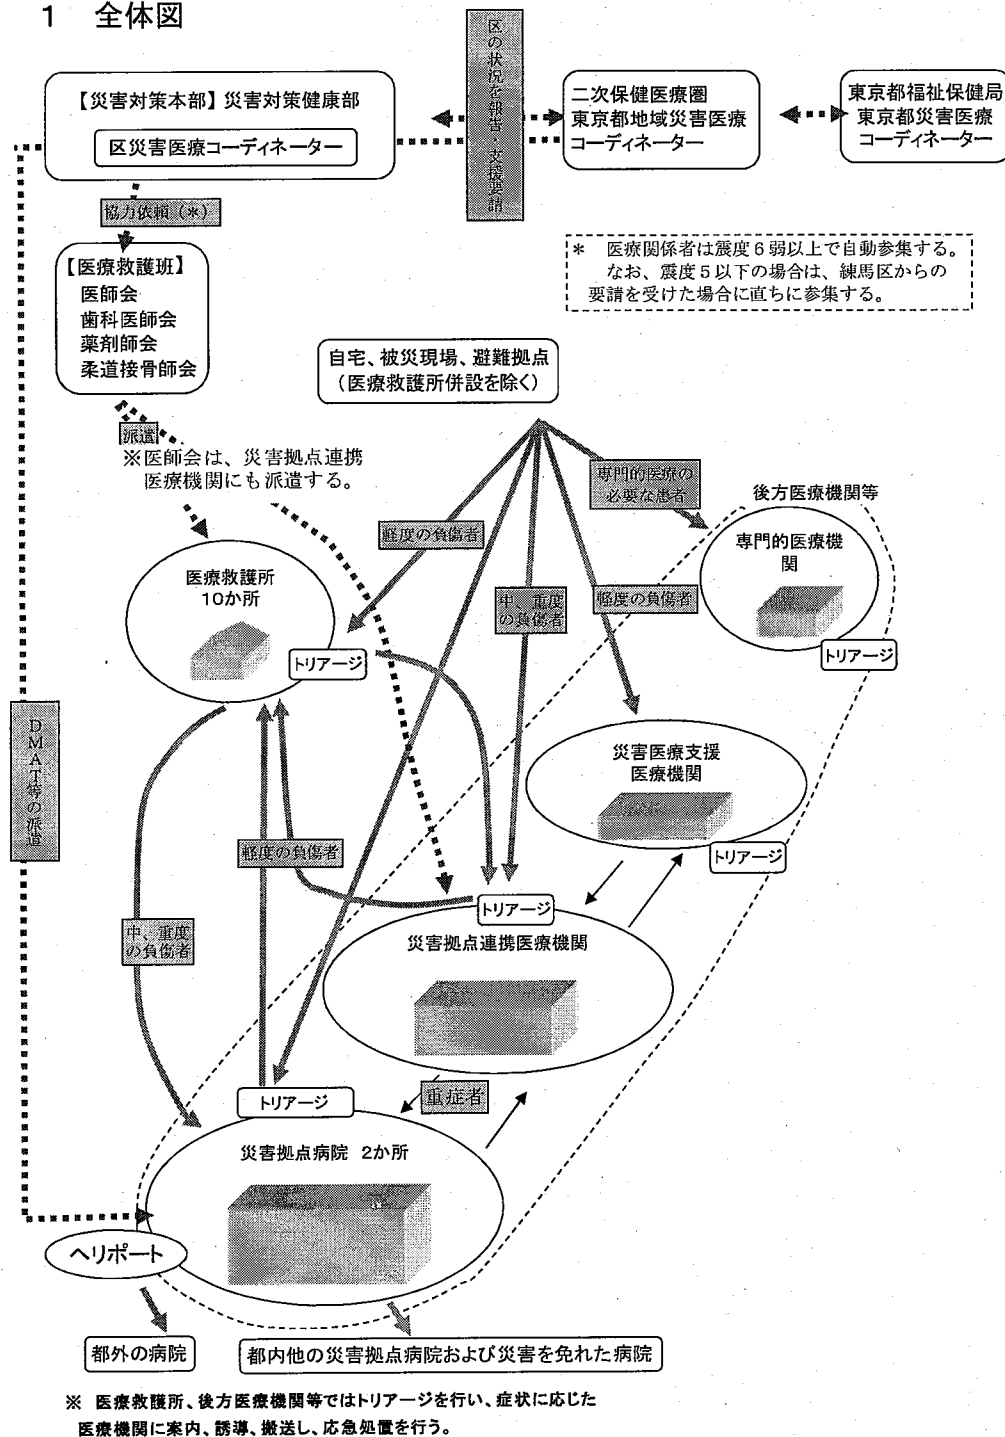 1 全体図
区の状況を報告 支援要請
【災害対策本部】災害対策健康部
区災害医療コーディネーター
二次保健医療圏
東京都地域災害医療
コーディネーター
東京都福祉保健局
東京都災害医療
コーディネーター
協力依頼(*)
【医療救護班】
医師会
歯科医師会
薬剤師会
柔道接骨師会
* 医療関係者は震度6弱以上で自動参集する。
なお、震度5以下の場合は、練馬区からの
要請を受けた場合に直ちに参集する。
自宅、被災現場、避難拠点
(医療救護所併設を除く)
派遣
※医師会は、災害拠点連携
医療機関にも派遣する。
専門的医療の
必要な患者
後方医療機関等
軽度の負傷者
専門的医療機
関
トリアージ
医療救護所
10か所
トリアージ
中、重度
の負傷者
軽度の負傷者
DMAT等の派遣
災害医療支援
医療機関
トリアージ
軽度の負傷者
トリアージ
中、重度
の負傷者
災害拠点連携医療機関
重症者
トリアージ
災害拠点病院 2か所
ヘリポート
都外の病院
都内他の災害拠点病院および災害を免れた病院
※ 医療救護所、後方医療機関等ではトリアージを行い、症状に応じた
医療機関に案内、誘導、搬送し、応急処置を行う。